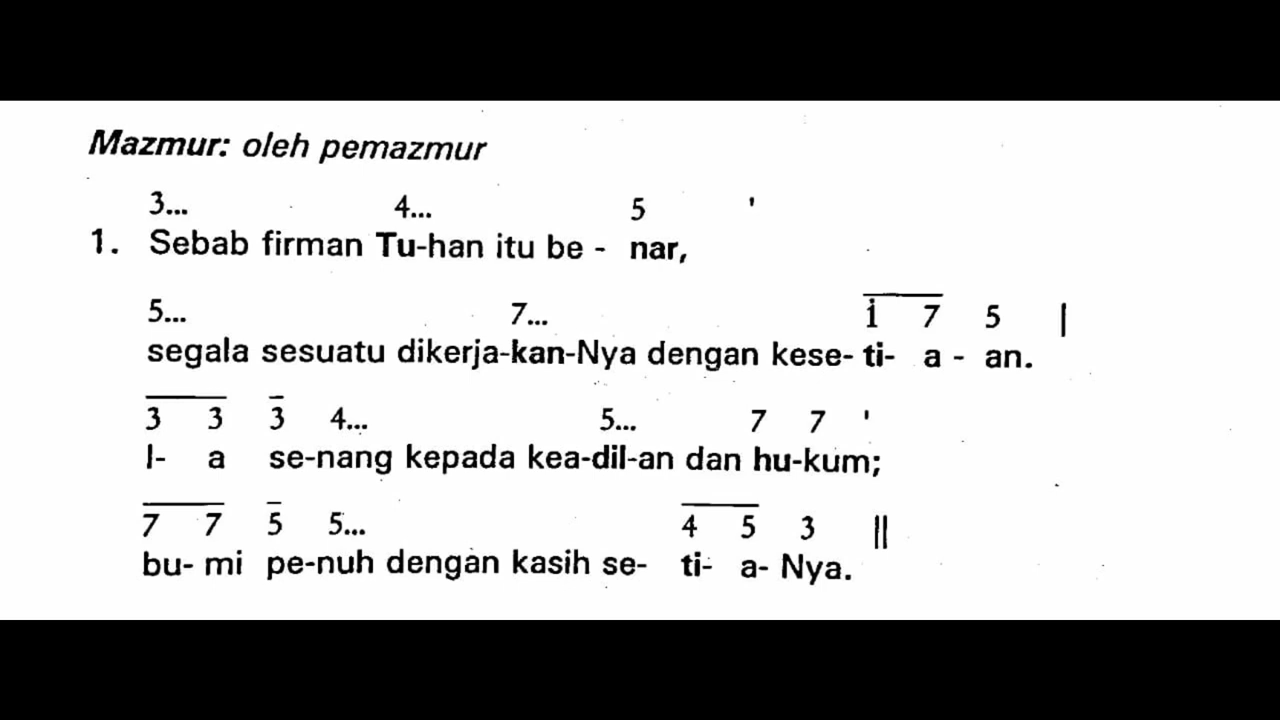 Mazmur: oleh pemazmur
3... 4... 5 '
1. Sebab firman Tu-han itu be - nar,
5... 7... i 7 5 |
segala sesuatu dikerja-kan-Nya dengan kese- ti- a - an.
3 3 3 4... 5... 7 7 '
I- a se-nang kepada kea-dil-an dan hu-kum;
7 7 5 5... 4 5 3 ||
bu- mi pe-nuh dengan kasih se- ti- a- Nya.